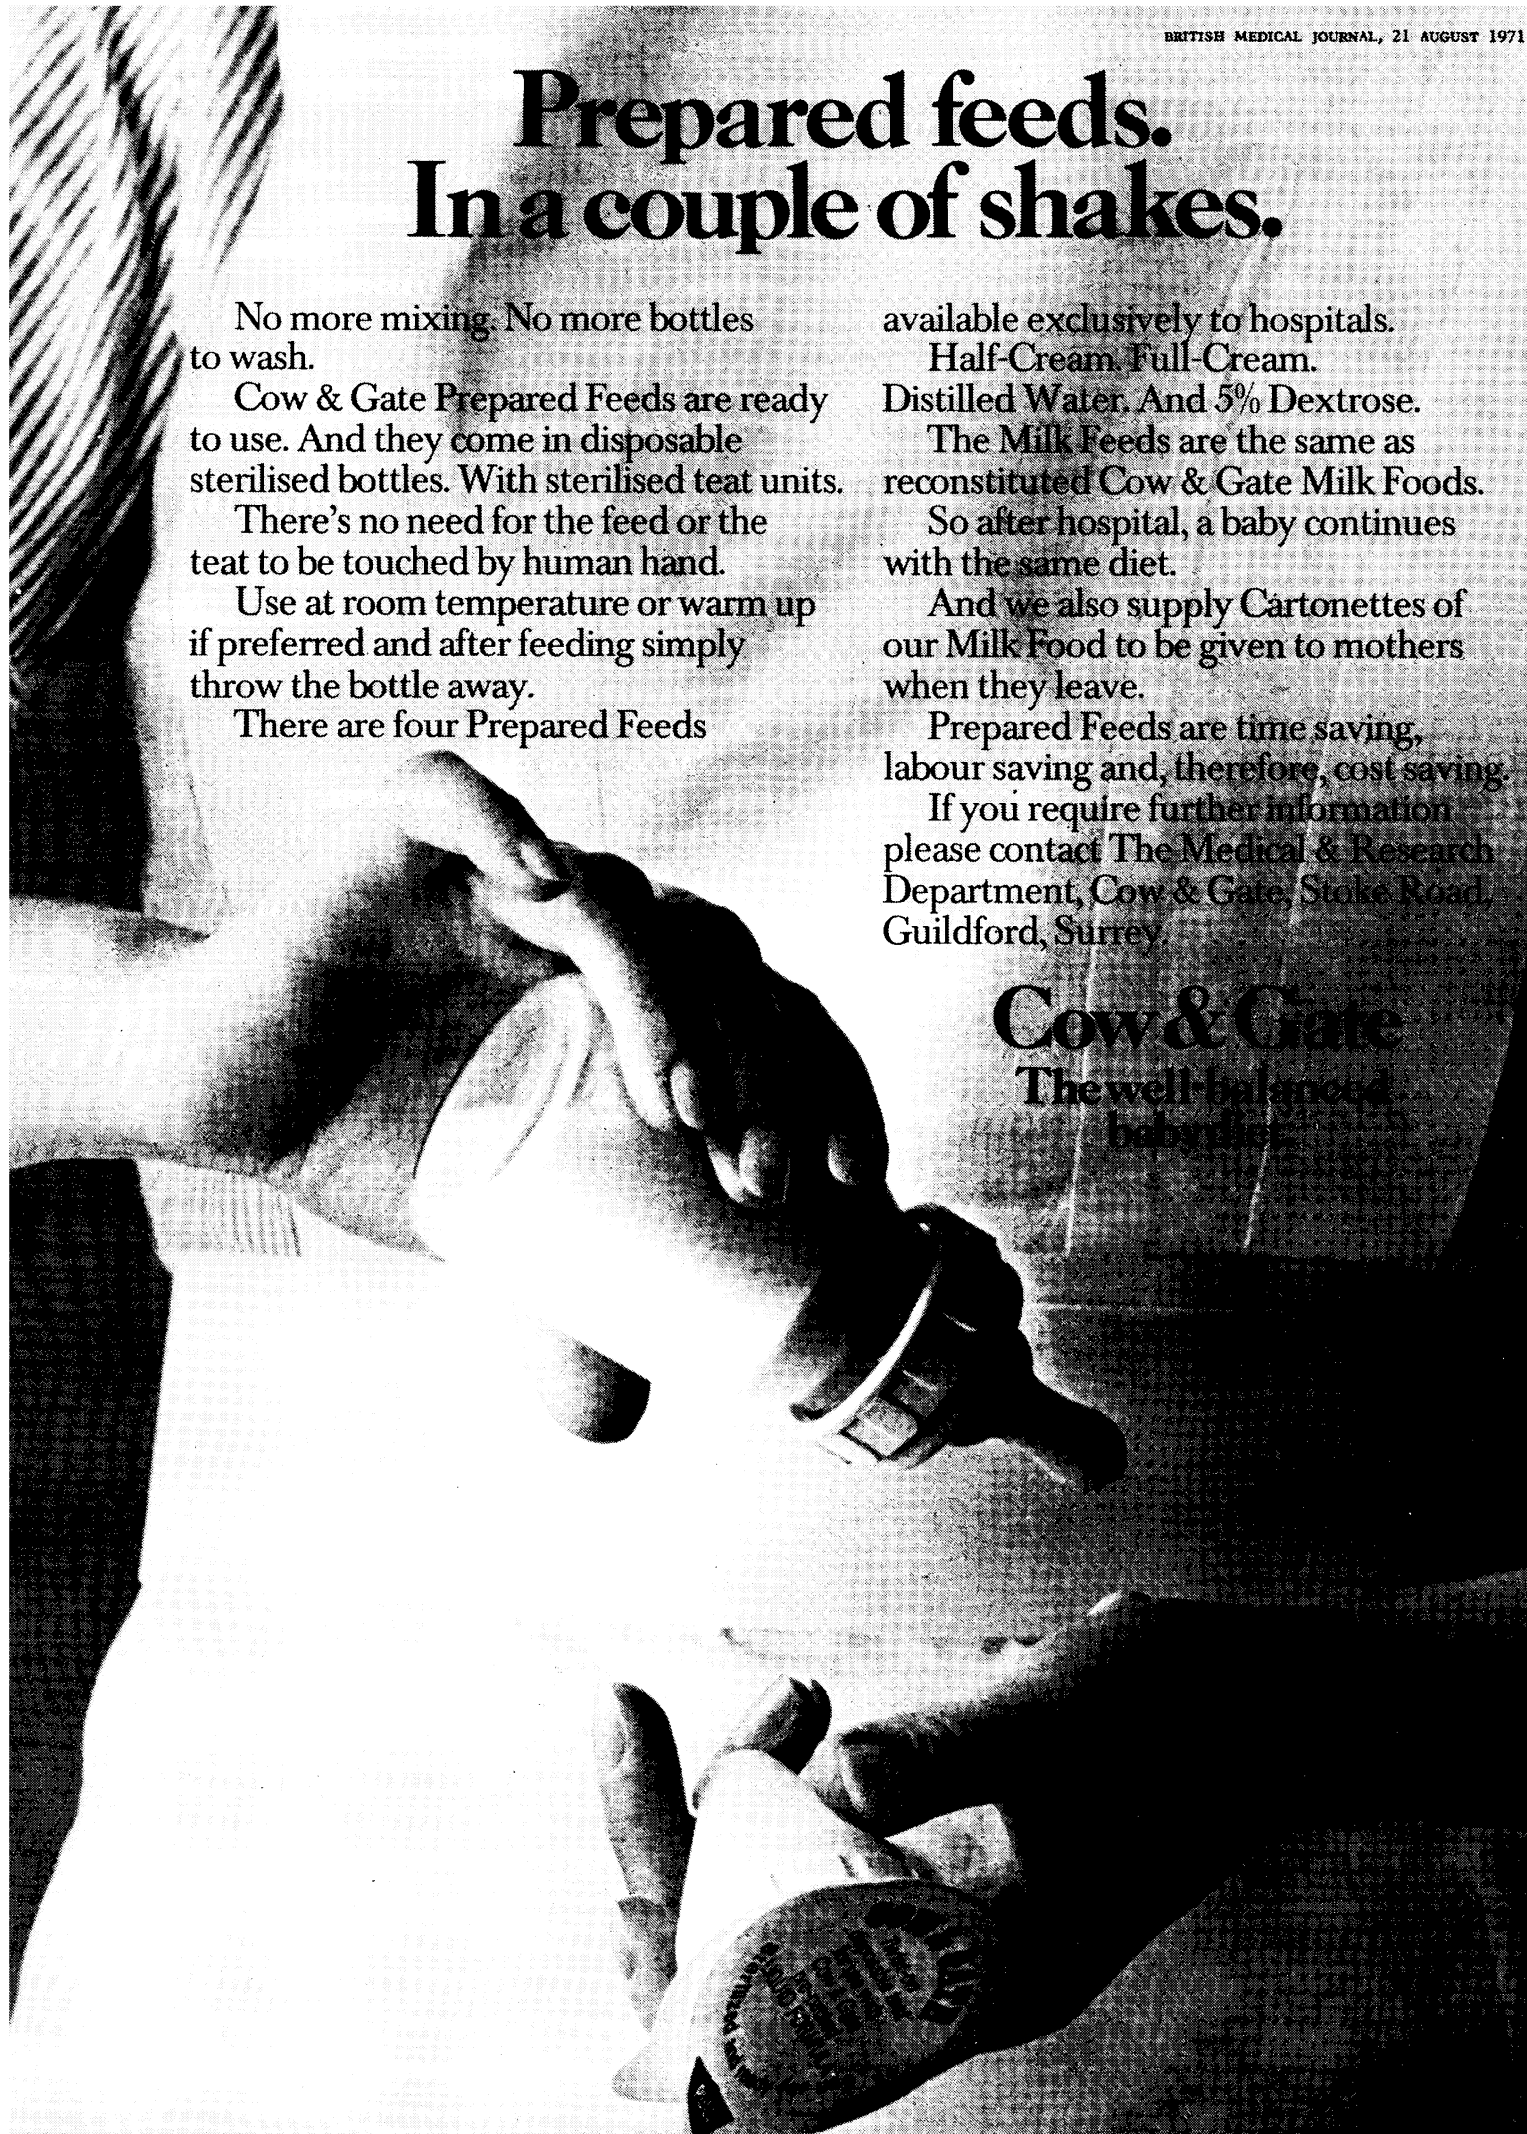 BRITISH MEDICAL JOURNAL, 21 AUGUST 1971
Prepared feeds.
In a couple of shakes.
No more mixing. No more bottles
to wash.
Cow & Gate Prepared Feeds are ready
to use. And they come in disposable
sterilised bottles. With sterilised teat units.
There's no need for the feed or the
teat to be touched by human hand.
Use at room temperature or warm up
if preferred and after feeding simply
throw the bottle away.
There are four Prepared Feeds
available exclusively to hospitals.
Half-Cream. Full-Cream.
Distilled Water. And 5% Dextrose.
The Milk Feeds are the same as
reconstituted Cow & Gate Milk Foods.
So after hospital, a baby continues
with the same diet.
And we also supply Cartonettes of
our Milk Food to be given to mothers
when they leave.
Prepared Feeds are time saving,
labour saving and, therefore, cost saving.
If you require further information
please contact The Medical & Research
Department, Cow & Gate, Stoke Road,
Guildford, Surrey.
Cow & Gate
The well-balanced
baby diet.